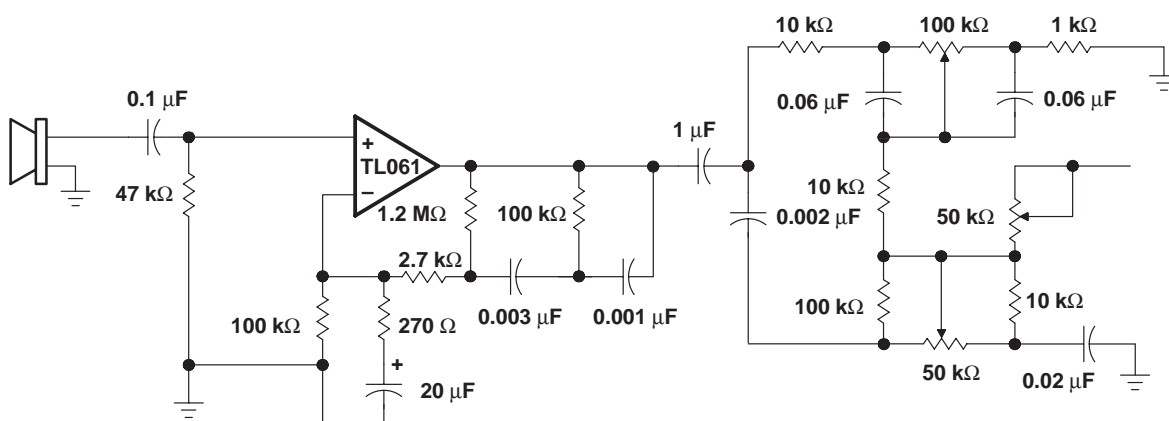 10 kΩ
100 kΩ
1 kΩ
0.1 μF
0.06 μF
0.06 μF
1 μF
+
TL061
−
47 kΩ
1.2 MΩ
100 kΩ
10 kΩ
0.002 μF
50 kΩ
2.7 kΩ
100 kΩ
270 Ω
0.003 μF
0.001 μF
100 kΩ
10 kΩ
+
20 μF
50 kΩ
0.02 μF